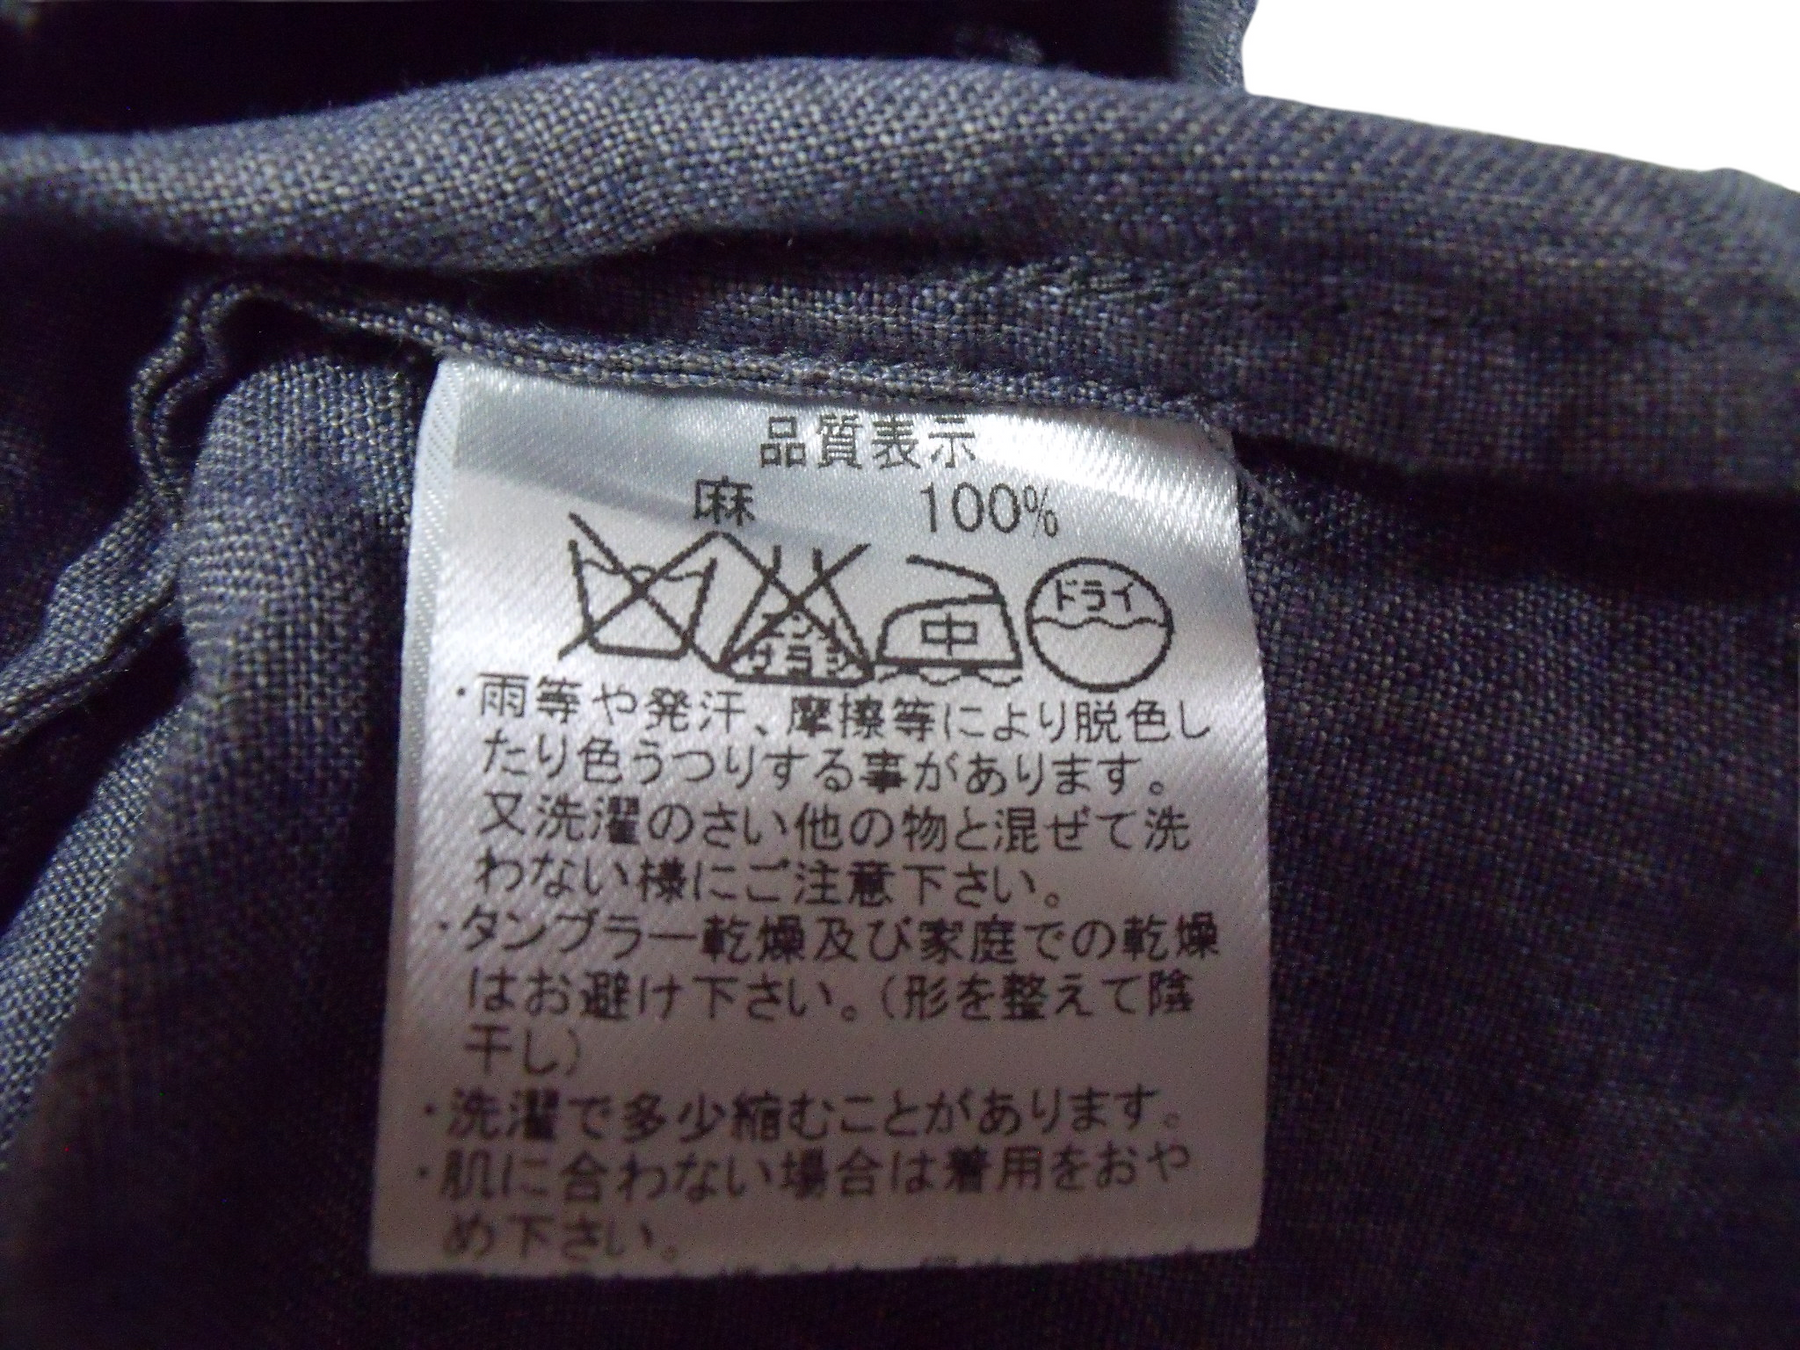 品質表示
麻 100%
エンソ
サラシ
中
ドライ
・雨等や発汗、摩擦等により脱色し
たり色うつりする事があります。
又洗濯のさい他の物と混ぜて洗
わない様にご注意下さい。
・タンブラー乾燥及び家庭での乾燥
はお避け下さい。(形を整えて陰
干し)
・洗濯で多少縮むことがあります。
・肌に合わない場合は着用をおや
め下さい。